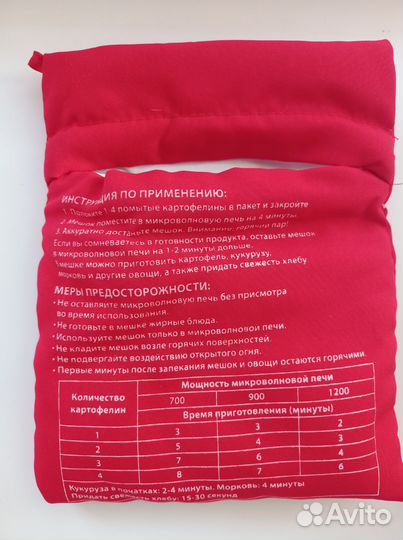 ИНСТРУКЦИЯ ПО ПРИМЕНЕНИЮ:
1. Положите 1-4 помытые картофелины в пакет и закройте
2. Мешок поместите в микроволновую печь на 4 минуты.
3. Аккуратно достаньте мешок. Внимание, горячий пар!
Если вы сомневаетесь в готовности продукта, оставьте мешок
в микроволновой печи на 1-2 минуты дольше.
В мешке можно приготовить картофель, кукурузу,
морковь и другие овощи, а также придать свежесть хлебу
МЕРЫ ПРЕДОСТОРОЖНОСТИ:
• Не оставляйте микроволновую печь без присмотра
во время использования.
• Не готовьте в мешке жирные блюда.
• Используйте мешок только в микроволновой печи.
• Не кладите мешок возле горячих поверхностей.
• Не подвергайте воздействию открытого огня.
• Первые минуты после запекания мешок и овощи остаются горячими.
Количество картофелин | Мощность микроволновой печи
700 | 900 | 1200
Время приготовления (минуты)
1 | 3 | 3 | 2
2 | 5 | 4 | 3
3 | 7 | 6 | 4
4 | 8 | 7 | 6
Кукуруза в початках: 2-4 минуты. Морковь: 4 минуты
Придать свежесть хлебу: 15-30 секунд
Avito